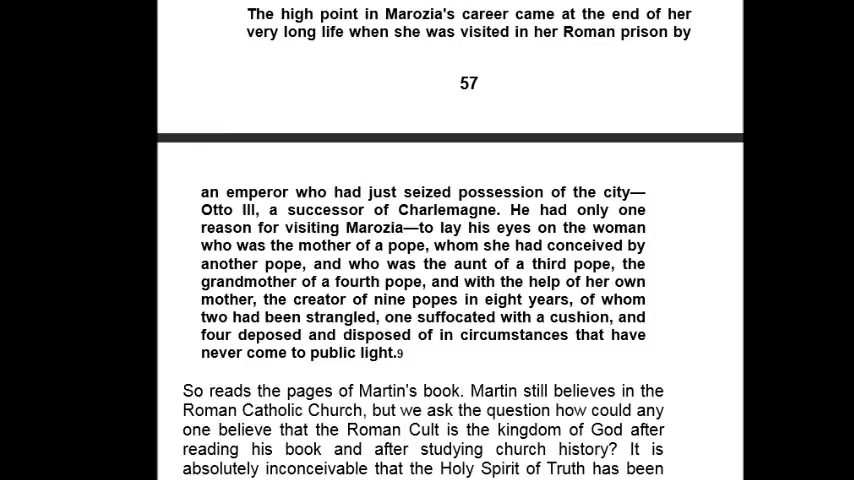 The high point in Marozia's career came at the end of her
very long life when she was visited in her Roman prison by
57
an emperor who had just seized possession of the city—
Otto III, a successor of Charlemagne. He had only one
reason for visiting Marozia—to lay his eyes on the woman
who was the mother of a pope, whom she had conceived by
another pope, and who was the aunt of a third pope, the
grandmother of a fourth pope, and with the help of her own
mother, the creator of nine popes in eight years, of whom
two had been strangled, one suffocated with a cushion, and
four deposed and disposed of in circumstances that have
never come to public light.9
So reads the pages of Martin's book. Martin still believes in the
Roman Catholic Church, but we ask the question how could any
one believe that the Roman Cult is the kingdom of God after
reading his book and after studying church history? It is
absolutely inconceivable that the Holy Spirit of Truth has been